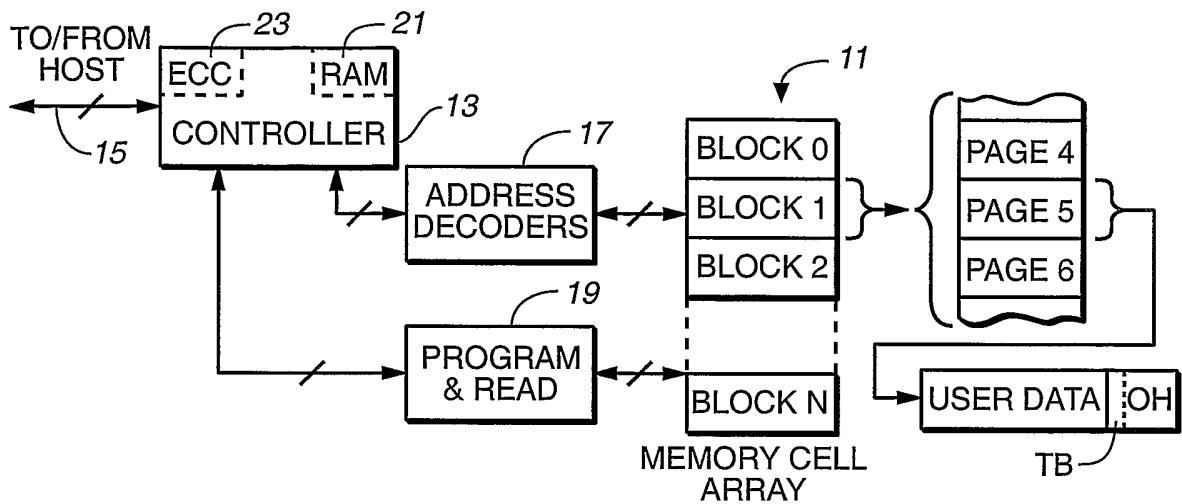 TO/FROM
HOST
15
23
ECC
21
RAM
CONTROLLER
13
17
ADDRESS
DECODERS
19
PROGRAM
& READ
11
BLOCK 0
BLOCK 1
BLOCK 2
BLOCK N
MEMORY CELL
ARRAY
PAGE 4
PAGE 5
PAGE 6
USER DATA
OH
TB